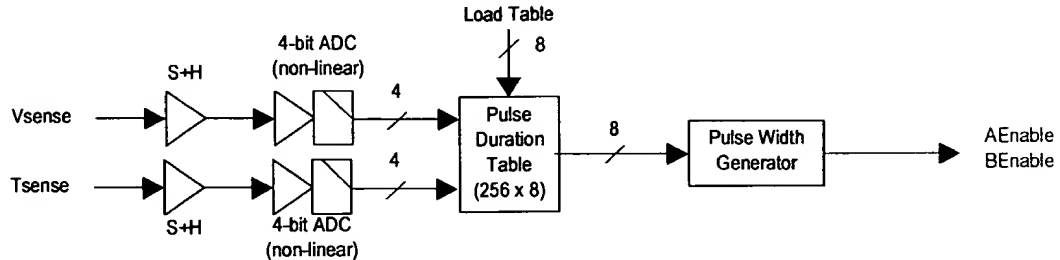 Load Table
8
4-bit ADC
(non-linear)
S+H
4
Vsense
Pulse
Duration
Table
(256 x 8)
8
Pulse Width
Generator
AEnable
BEnable
4
Tsense
S+H
4-bit ADC
(non-linear)